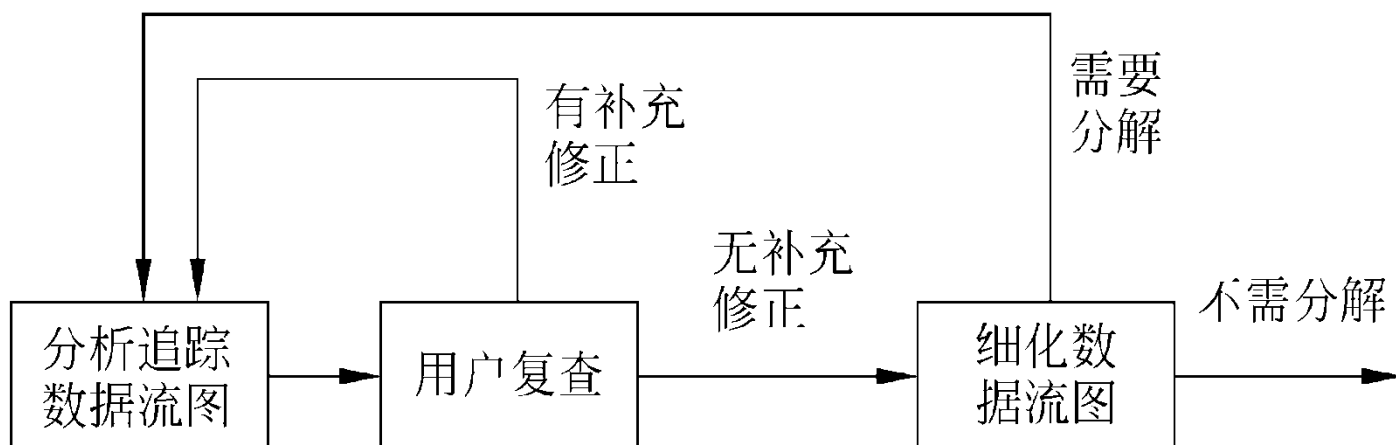 分析追踪
数据流图
用户复查
有补充
修正
无补充
修正
细化数
据流图
需要
分解
不需分解